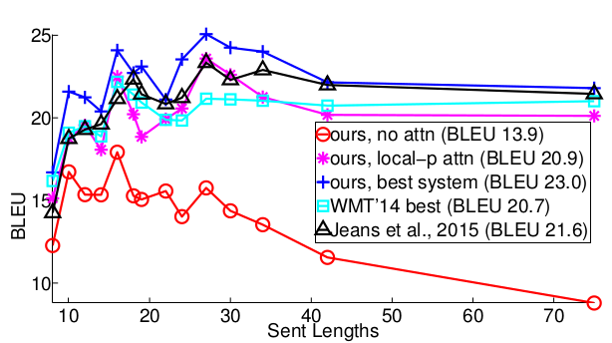 25
20
15
10
BLEU
ours, no attn (BLEU 13.9)
ours, local−p attn (BLEU 20.9)
ours, best system (BLEU 23.0)
WMT'14 best (BLEU 20.7)
Jeans et al., 2015 (BLEU 21.6)
10 20 30 40 50 60 70
Sent Lengths